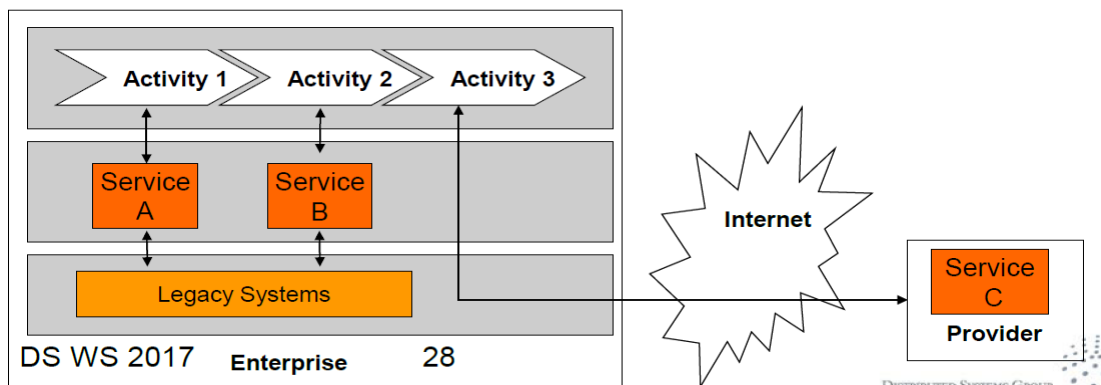 Activity 1
Activity 2
Activity 3
Service
A
Service
B
Internet
Service
C
Legacy Systems
Provider
DS WS 2017
Enterprise
28